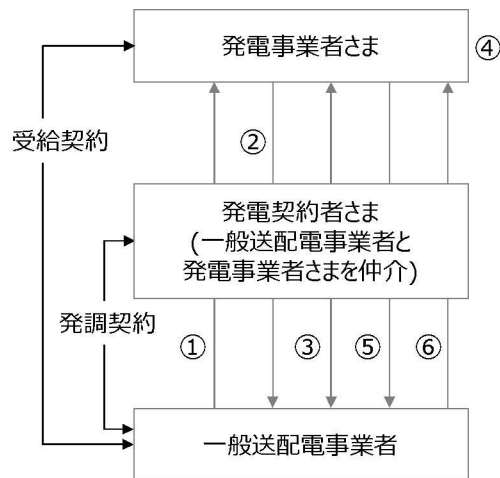 発電事業者さま
④
受給契約
②
発電契約者さま
(一般送配電事業者と
発電事業者さまを仲介)
発調契約
①
③
⑤
⑥
一般送配電事業者